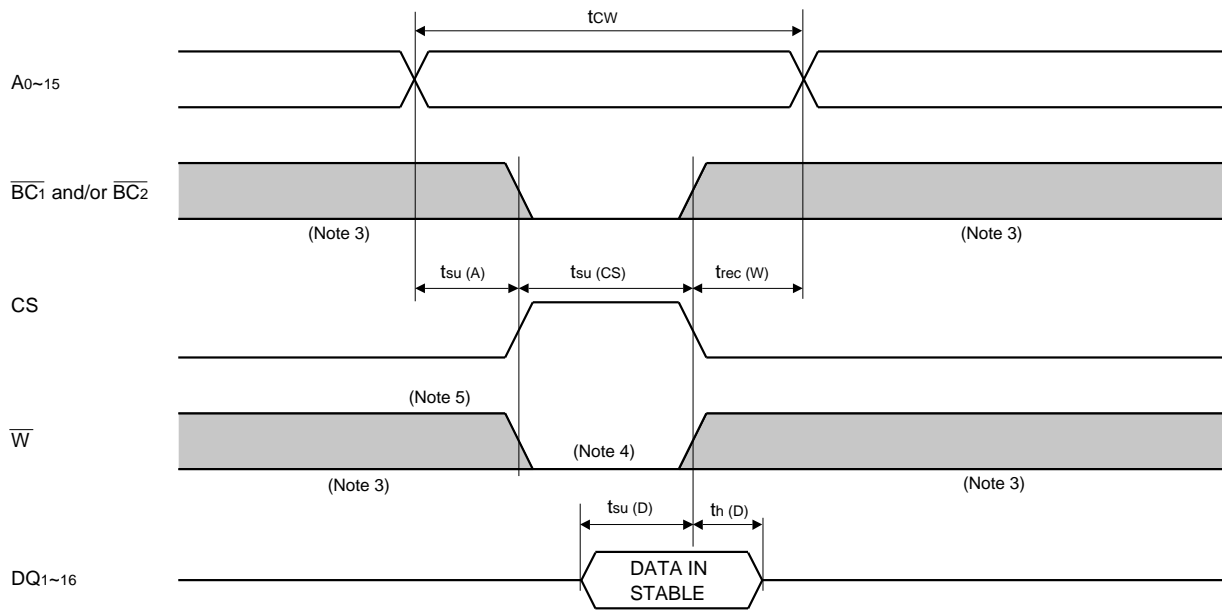 tCW
A0~15
BC1 and/or BC2
(Note 3) (Note 3)
tsu (A) tsu (CS) trec (W)
CS
(Note 5)
W
(Note 4)
(Note 3) (Note 3)
tsu (D) th (D)
DQ1~16
DATA IN
STABLE